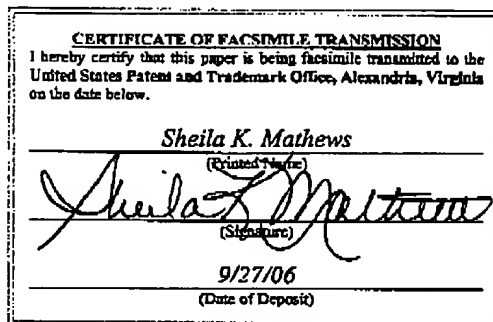 CERTIFICATE OF FACSIMILE TRANSMISSION
I hereby certify that this paper is being facsimile transmitted to the
United States Patent and Trademark Office, Alexandria, Virginia
on the date below.
Sheila K. Mathews
(Printed Name)
Sheila K Mathews
(Signature)
9/27/06
(Date of Deposit)